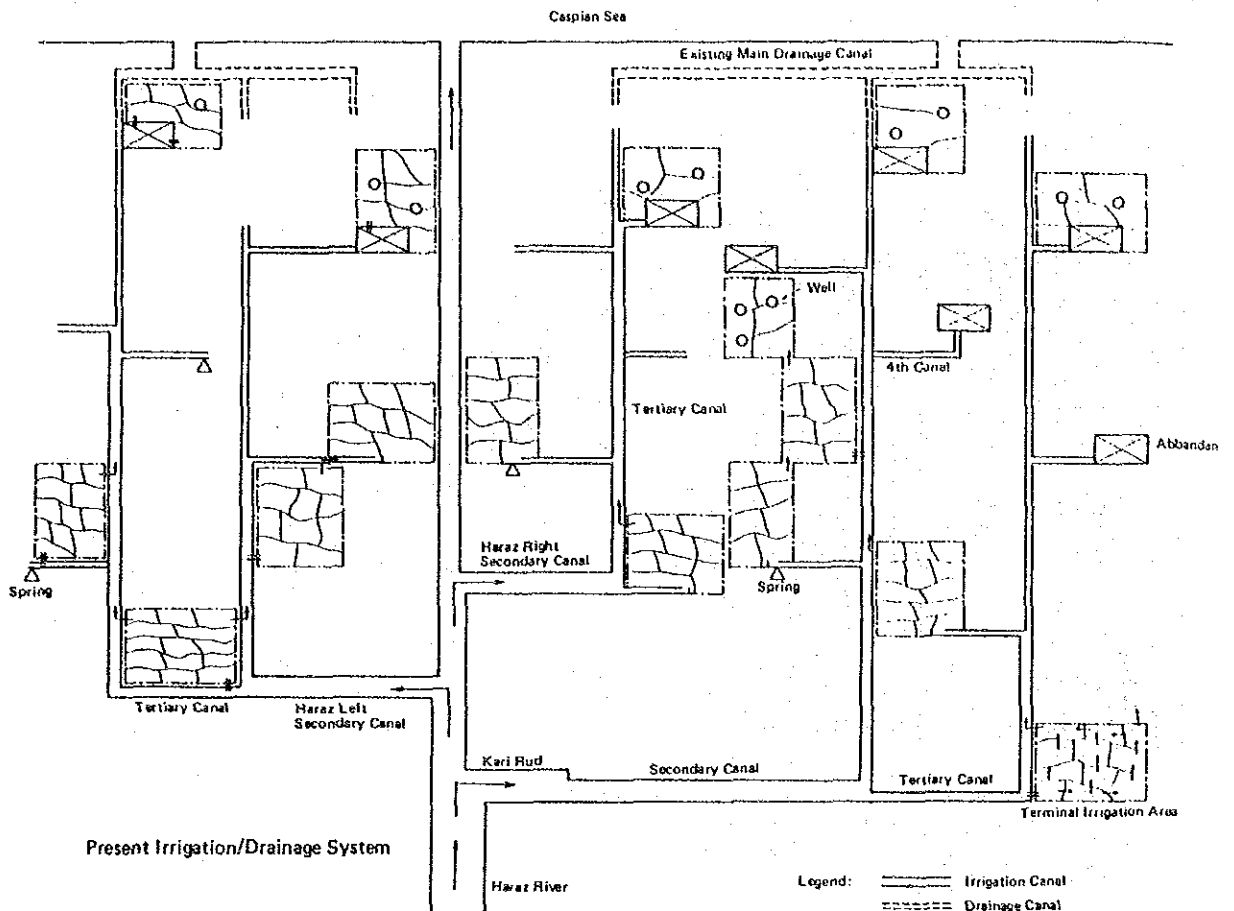 Caspian Sea
Existing Main Drainage Canal
Well
4th Canal
Tertiary Canal
Abbandan
Haraz Right
Secondary Canal
Spring
Spring
Tertiary Canal
Haraz Left
Secondary Canal
Kari Rud
Secondary Canal
Tertiary Canal
Terminal Irrigation Area
Present Irrigation/Drainage System
Haraz River
Legend:
Irrigation Canal
Drainage Canal